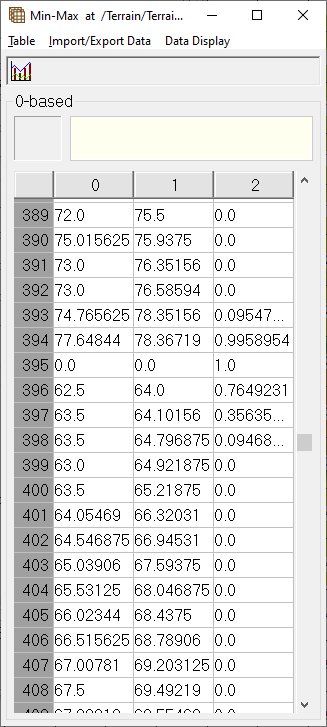 Min-Max at /Terrain/Terrai...
Table Import/Export Data Data Display
0-based
0 1 2
389 72.0 75.5 0.0
390 75.015625 75.9375 0.0
391 73.0 76.35156 0.0
392 73.0 76.58594 0.0
393 74.765625 78.35156 0.09547...
394 77.64844 78.36719 0.9958954
395 0.0 0.0 1.0
396 62.5 64.0 0.7649231
397 63.5 64.10156 0.35635...
398 63.5 64.796875 0.09468...
399 63.0 64.921875 0.0
400 63.5 65.21875 0.0
401 64.05469 66.32031 0.0
402 64.546875 66.94531 0.0
403 65.03906 67.59375 0.0
404 65.53125 68.046875 0.0
405 66.02344 68.4375 0.0
406 66.515625 68.78906 0.0
407 67.00781 69.203125 0.0
408 67.5 69.49219 0.0